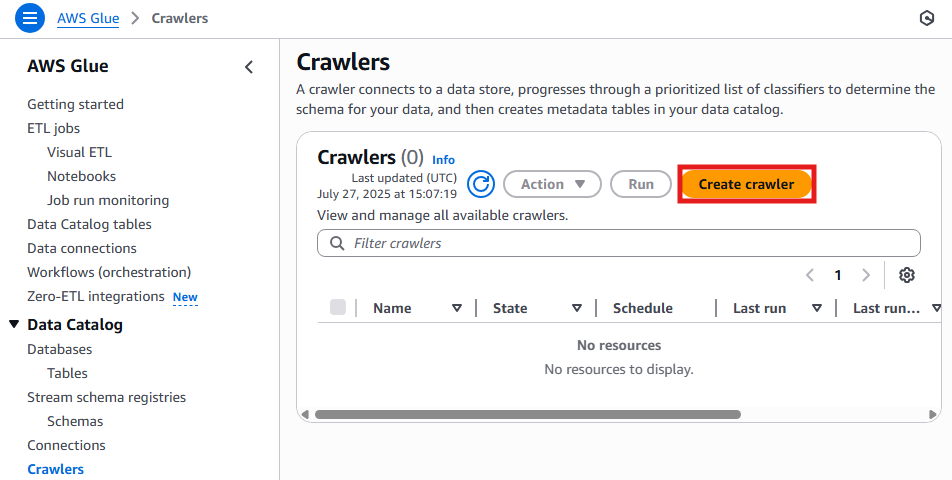 AWS Glue > Crawlers
AWS Glue
Getting started
ETL jobs
Visual ETL
Notebooks
Job run monitoring
Data Catalog tables
Data connections
Workflows (orchestration)
Zero-ETL integrations New
Data Catalog
Databases
Tables
Stream schema registries
Schemas
Connections
Crawlers
Crawlers
A crawler connects to a data store, progresses through a prioritized list of classifiers to determine the
schema for your data, and then creates metadata tables in your data catalog.
Crawlers (0) Info
Last updated (UTC)
July 27, 2025 at 15:07:19
Action
Run
Create crawler
View and manage all available crawlers.
Filter crawlers
1
Name State Schedule Last run Last run...
No resources
No resources to display.